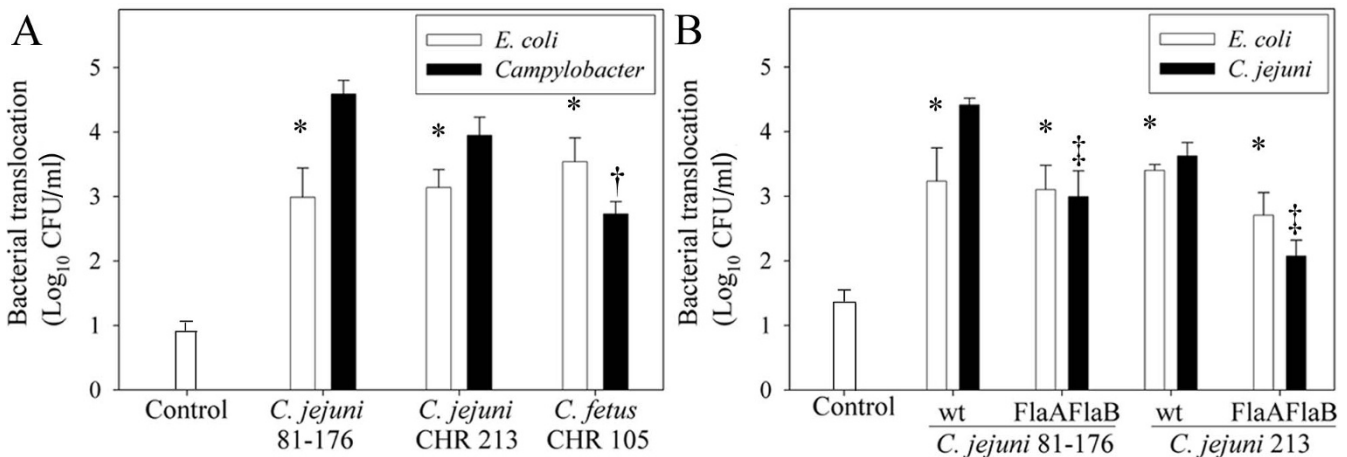 A
Bacterial translocation
(Log10 CFU/ml)
E. coli
Campylobacter
5
4
3
2
1
0
*
*
*
†
Control
C. jejuni
81-176
C. jejuni
CHR 213
C. fetus
CHR 105
B
Bacterial translocation
(Log10 CFU/ml)
E. coli
C. jejuni
5
4
3
2
1
0
*
*
‡
*
*
‡
Control
wt
FlaAFlaB
wt
FlaAFlaB
C. jejuni 81-176
C. jejuni 213